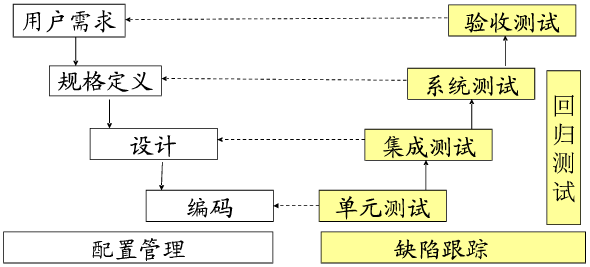 用户需求
验收测试
规格定义
系统测试
设计
集成测试
编码
单元测试
回归测试
配置管理
缺陷跟踪